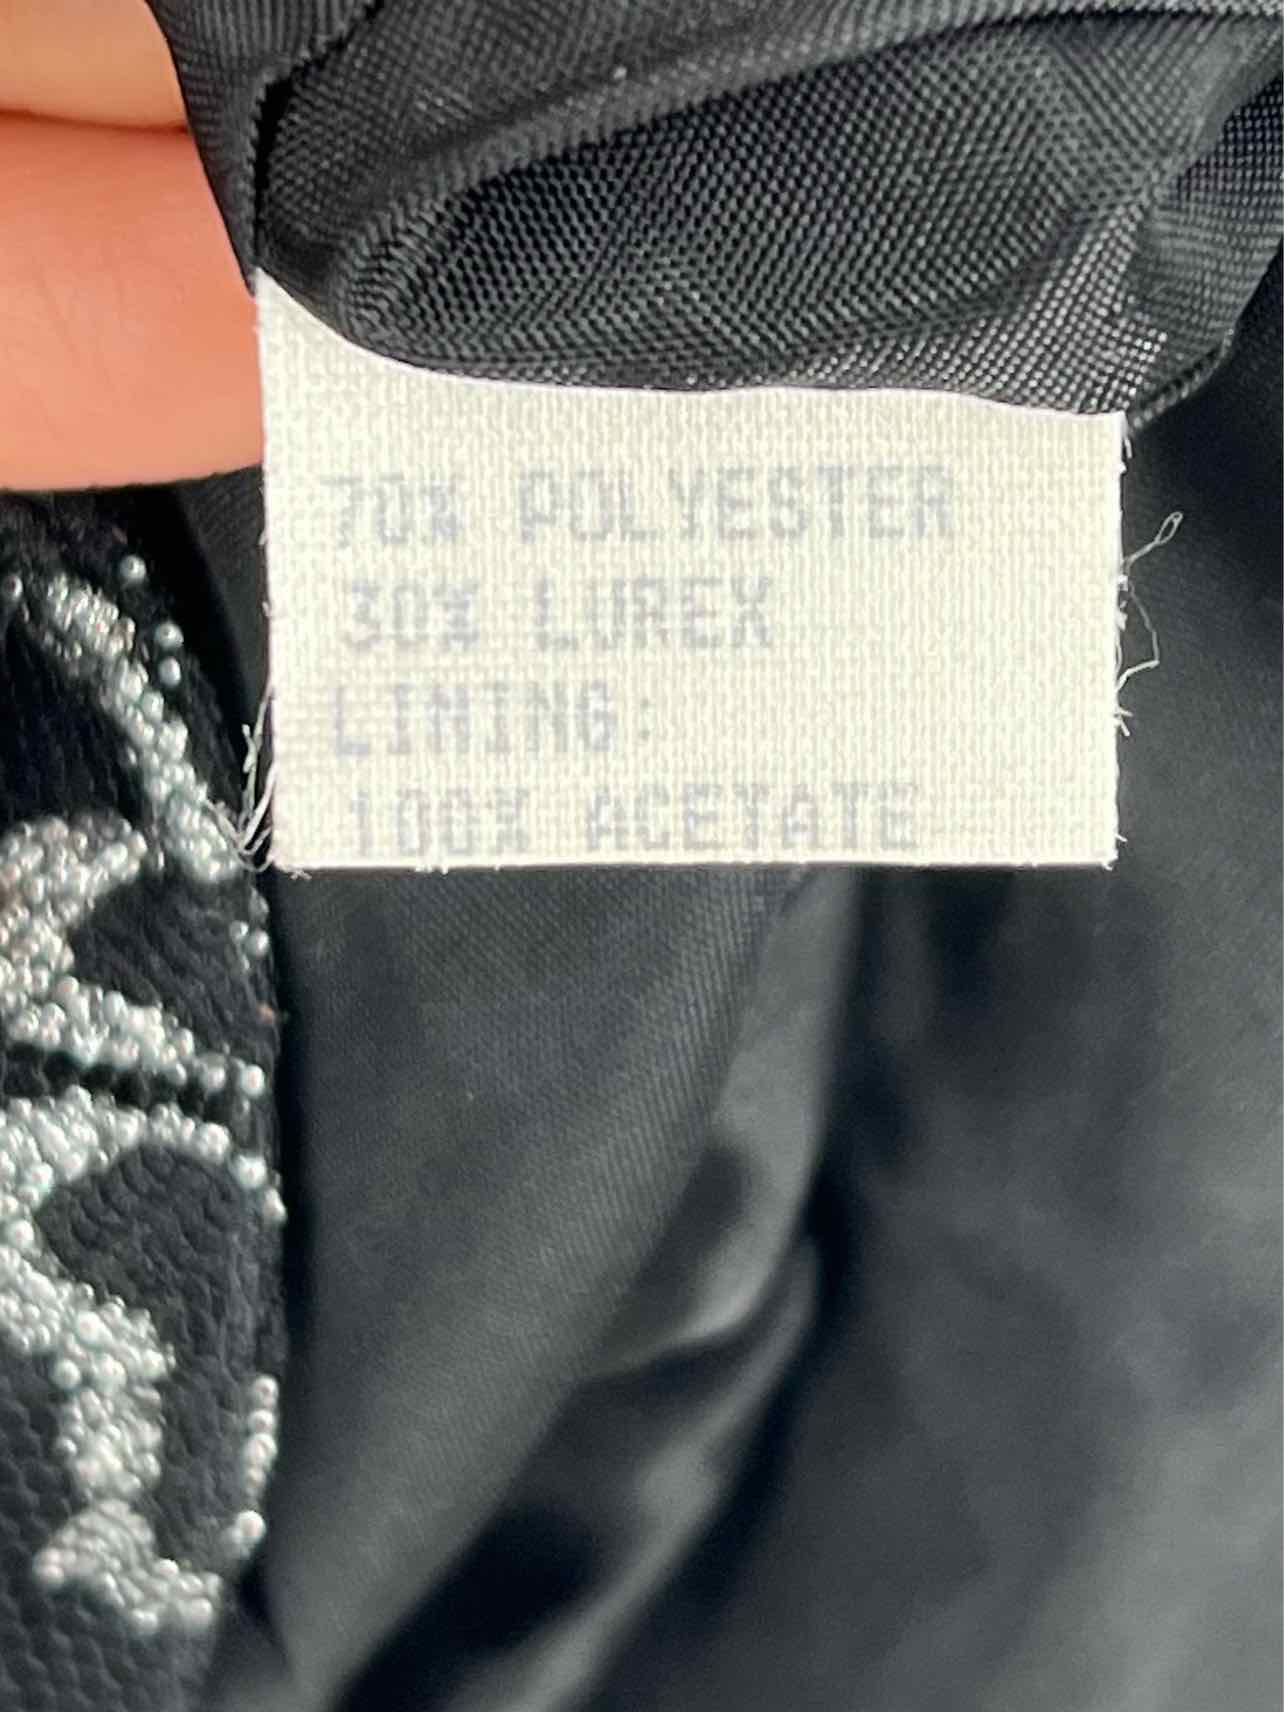 70% POLYESTER
30% LUREX
LINING:
100% ACETATE